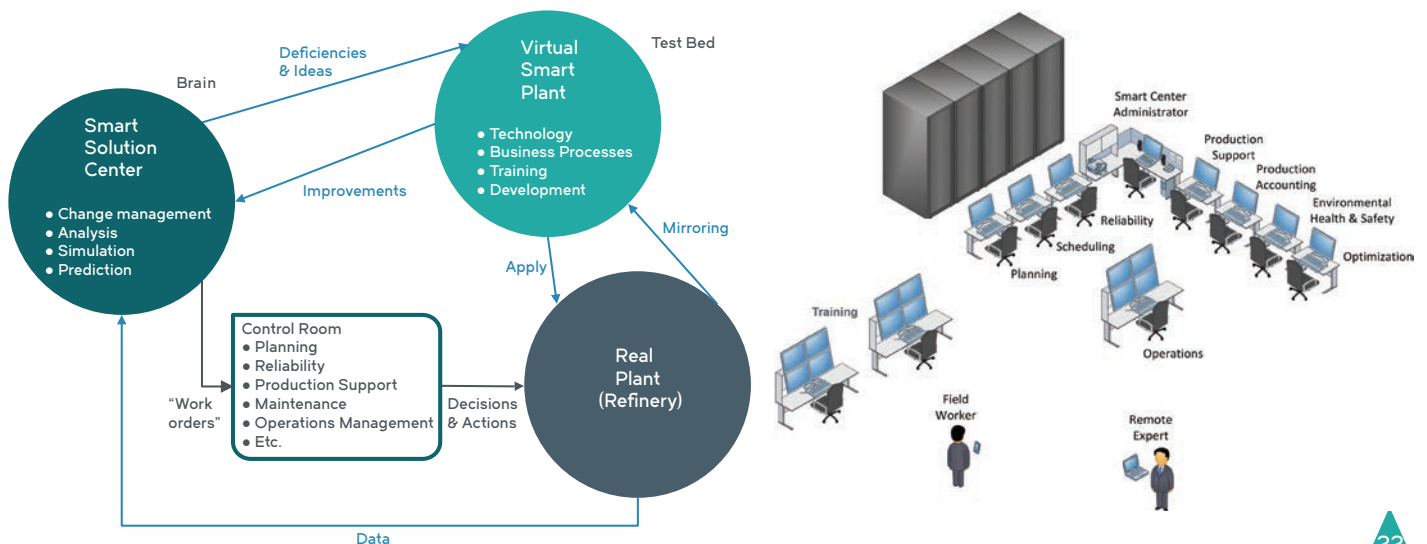 Deficiencies
& Ideas
Brain
Virtual
Smart
Plant
● Technology
● Business Processes
● Training
● Development
Test Bed
Smart
Solution
Center
● Change management
● Analysis
● Simulation
● Prediction
Improvements
Mirroring
Apply
Control Room
● Planning
● Reliability
● Production Support
● Maintenance
● Operations Management
● Etc.
"Work
orders"
Decisions
& Actions
Real
Plant
(Refinery)
Data
Smart Center
Administrator
Production
Support
Production
Accounting
Environmental
Health & Safety
Optimization
Reliability
Scheduling
Planning
Training
Operations
Field
Worker
Remote
Expert